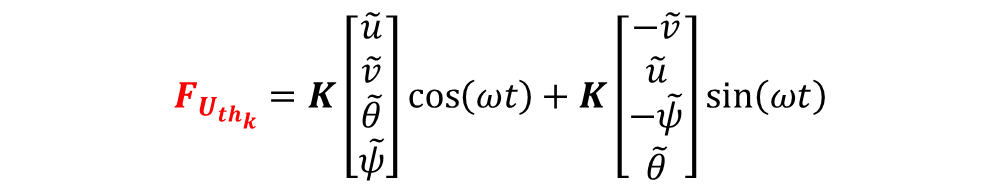 𝑭_{𝑼_{𝒕𝒉_𝒌}} = 𝑲 [ũ ṽ θ̃ ψ̃] cos(ωt) + 𝑲 [−ṽ ũ −ψ̃ θ̃] sin(ωt)